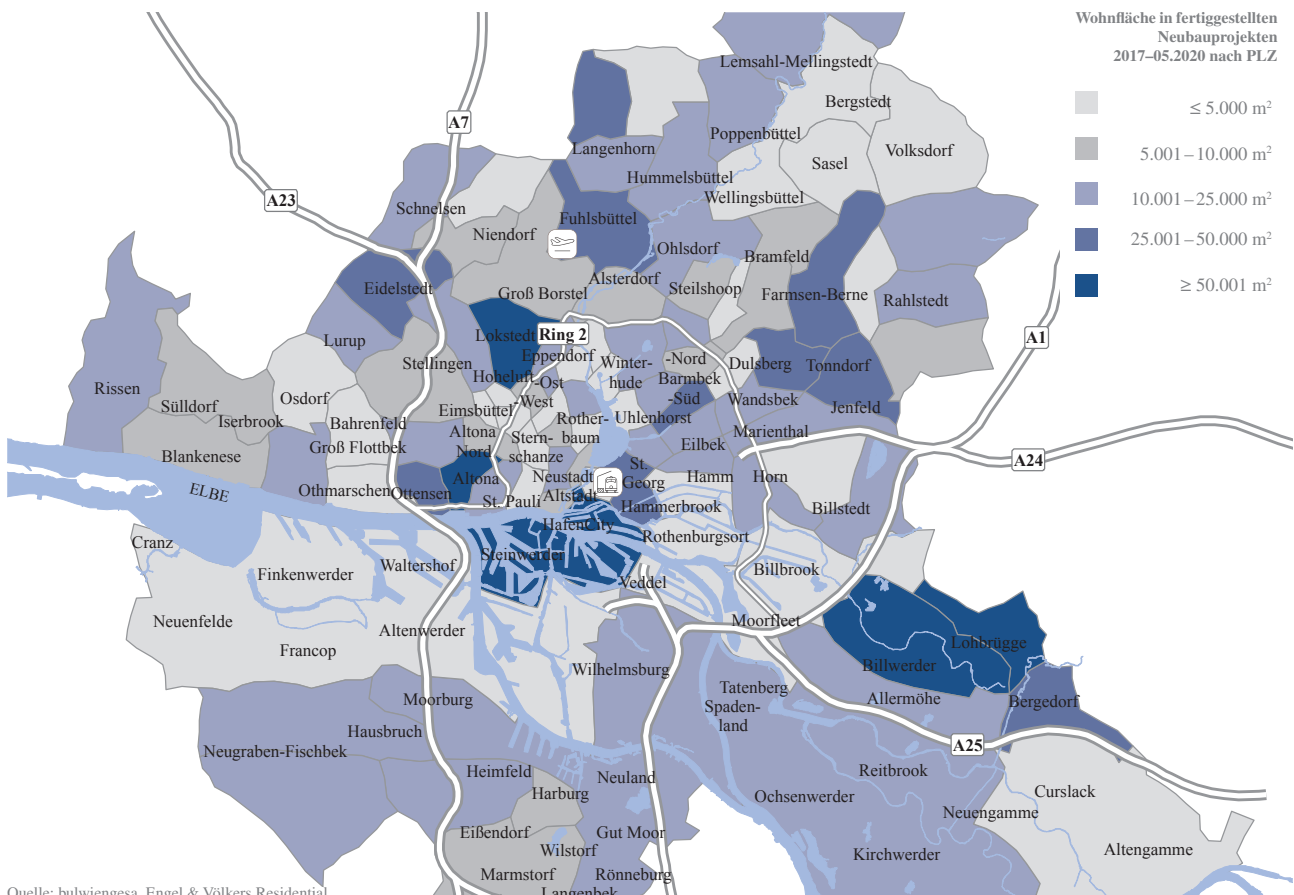 Wohnfläche in fertiggestellten
Neubauprojekten
2017–05.2020 nach PLZ
≤ 5.000 m²
5.001 – 10.000 m²
10.001 – 25.000 m²
25.001 – 50.000 m²
≥ 50.001 m²
Lemsahl-Mellingstedt
Bergstedt
A7
Poppenbüttel
Langenhorn
Volksdorf
Sasel
Hummelsbüttel
Wellingsbüttel
A23
Schnelsen
Fuhlsbüttel
Niendorf
Ohlsdorf
Bramfeld
Alsterdorf
Eidelstedt
Groß Borstel
Steilshoop
Farmsen-Berne
Rahlstedt
Lokstedt
Ring 2
A1
Lurup
Eppendorf
Stellingen
Winter-
hude
-Nord
Barmbek
-Süd
Dulsberg
Tonndorf
Hoheluft
-Ost
-West
Rissen
Osdorf
Sülldorf
Iserbrook
Eimsbüttel
Rother-
baum
Uhlenhorst
Wandsbek
Jenfeld
Bahrenfeld
Altona
Nord
Stern-
schanze
Marienthal
Groß Flottbek
Eilbek
Blankenese
A24
Othmarschen
Ottensen
Altona
Neustadt
St.
Georg
Hamm
Horn
ELBE
St. Pauli
Altstadt
Hammerbrook
Billstedt
HafenCity
Rothenburgsort
Cranz
Steinwerder
Waltershof
Finkenwerder
Veddel
Billbrook
Neuenfelde
Altenwerder
Moorfleet
Francop
Lohbrügge
Billwerder
Wilhelmsburg
Tatenberg
Spaden-
land
Allermöhe
Bergedorf
Moorburg
Hausbruch
Neugraben-Fischbek
A25
Heimfeld
Neuland
Reitbrook
Harburg
Ochsenwerder
Curslack
Neuengamme
Eißendorf
Gut Moor
Wilstorf
Kirchwerder
Altengamme
Marmstorf
Rönneburg
Langenbek
Quelle: bulwiengesa, Engel & Völkers Residential